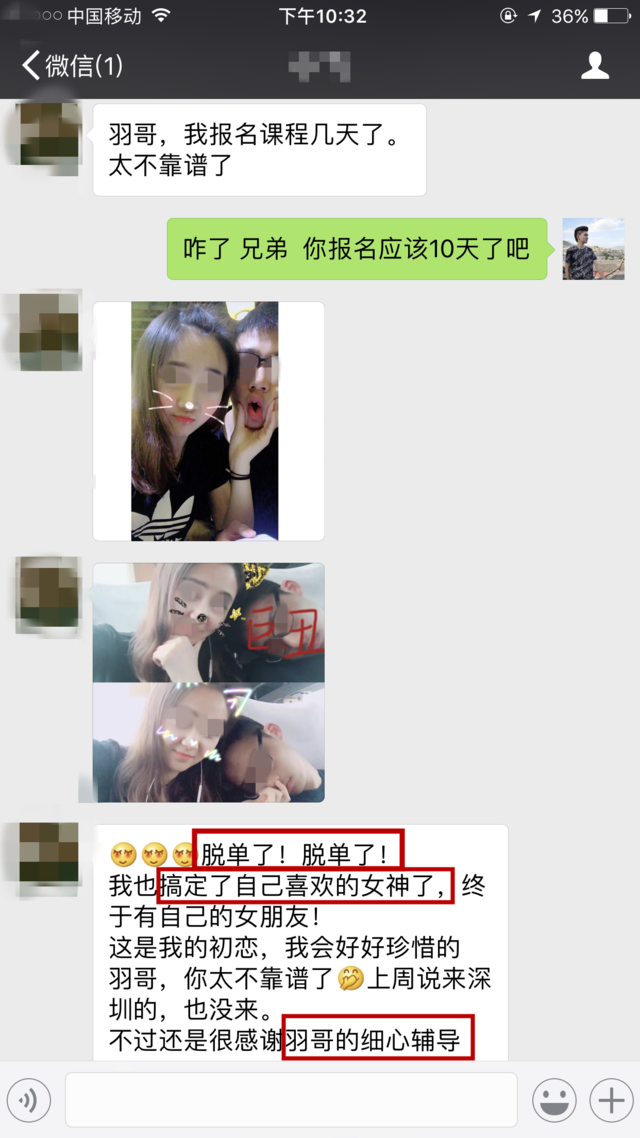 中国移动
下午10:32
36%
微信(1)
羽哥，我报名课程几天了。
太不靠谱了
咋了 兄弟 你报名应该10天了吧
巨丑
脱单了！脱单了！
我也搞定了自己喜欢的女神了，终
于有自己的女朋友！
这是我的初恋，我会好好珍惜的
羽哥，你太不靠谱了🤭上周说来深
圳的，也没来。
不过还是很感谢羽哥的细心辅导